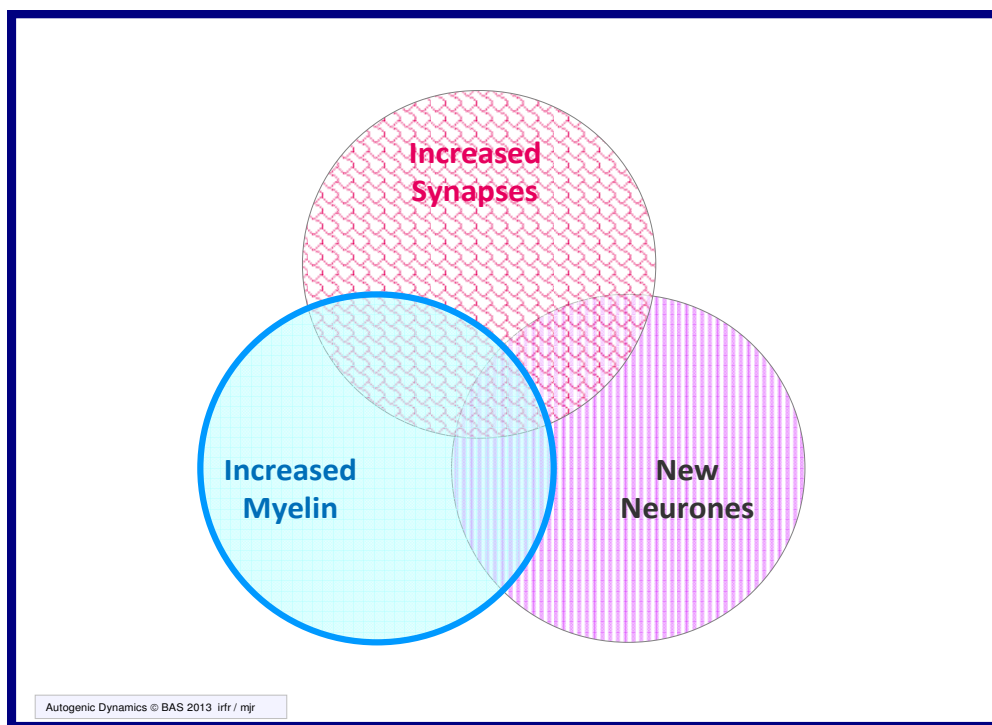 Increased
Synapses
Increased
Myelin
New
Neurones
Autogenic Dynamics © BAS 2013 irfr / mjr